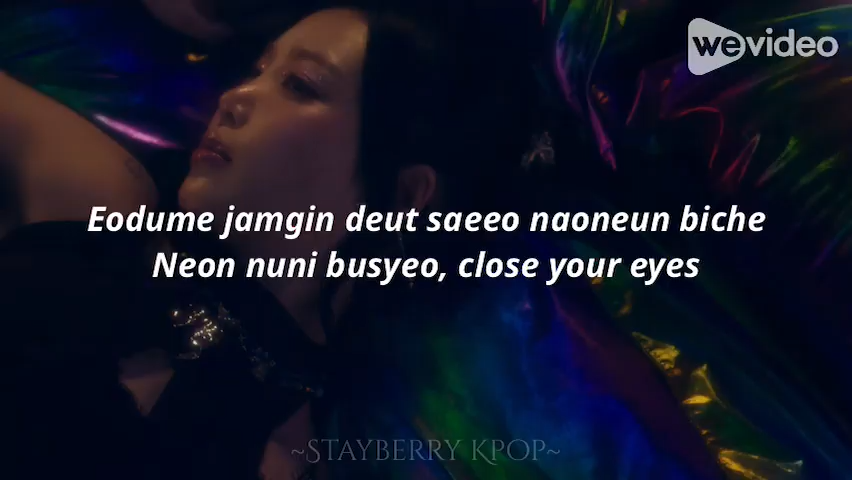 wevideo
Eodume jamgin deut saeeo naoneun biche
Neon nuni busyeo, close your eyes
~STAYBERRY KPOP~